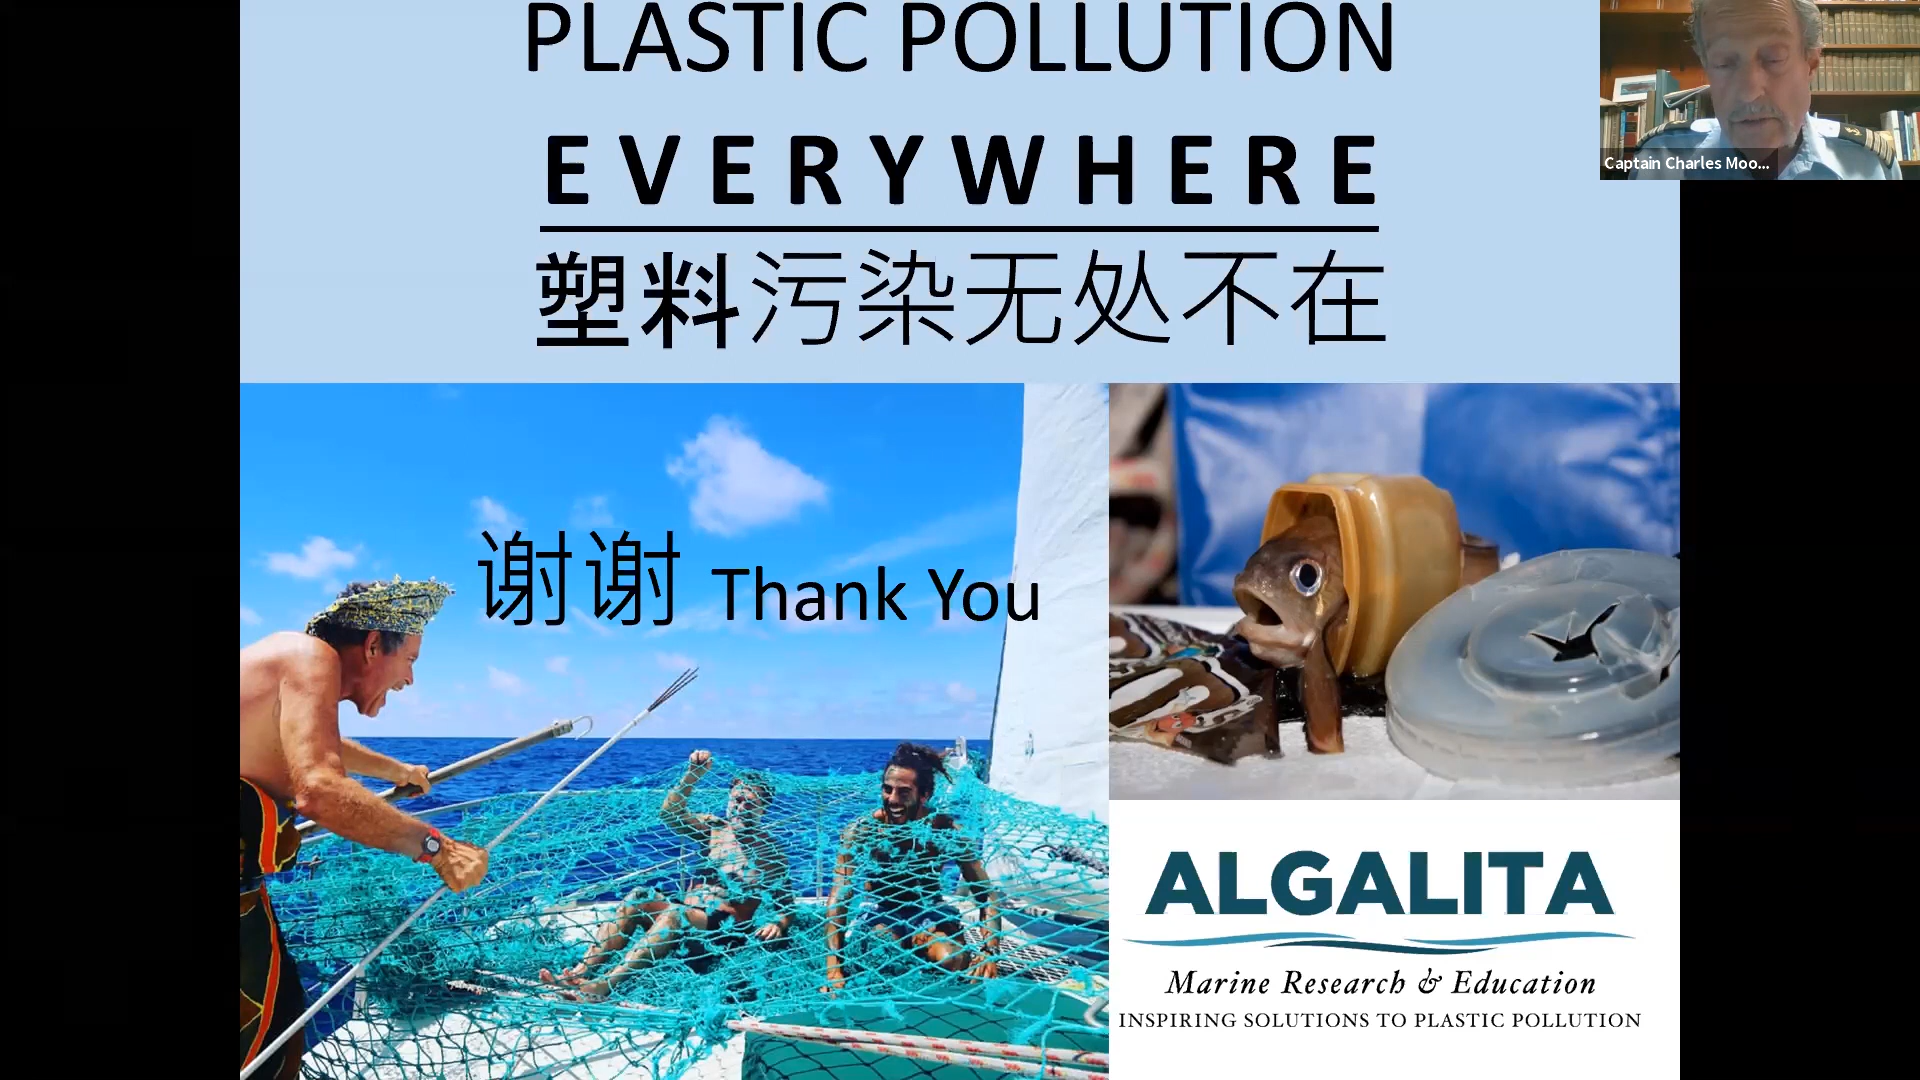 PLASTIC POLLUTION
EVERYWHERE
塑料污染无处不在
谢谢 Thank You
Captain Charles Moo...
ALGALITA
Marine Research & Education
INSPIRING SOLUTIONS TO PLASTIC POLLUTION